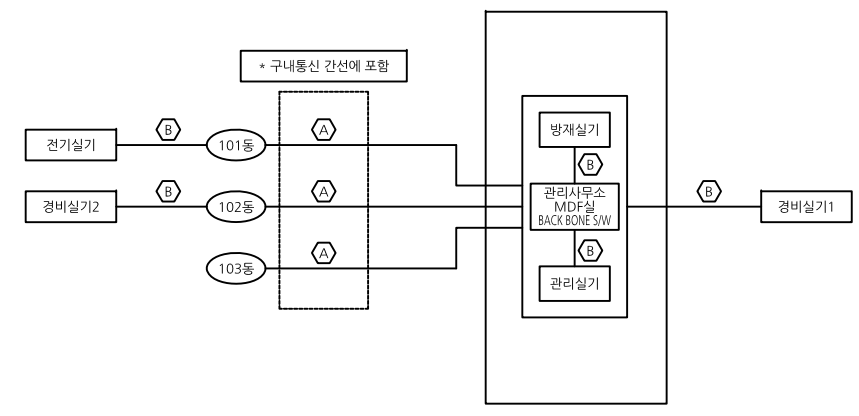 * 구내통신 간선에 포함
전기실기
B
101동
A
경비실기2
B
102동
A
103동
A
방재실기
B
관리사무소
MDF실
BACK BONE S/W
B
관리실기
B
경비실기1